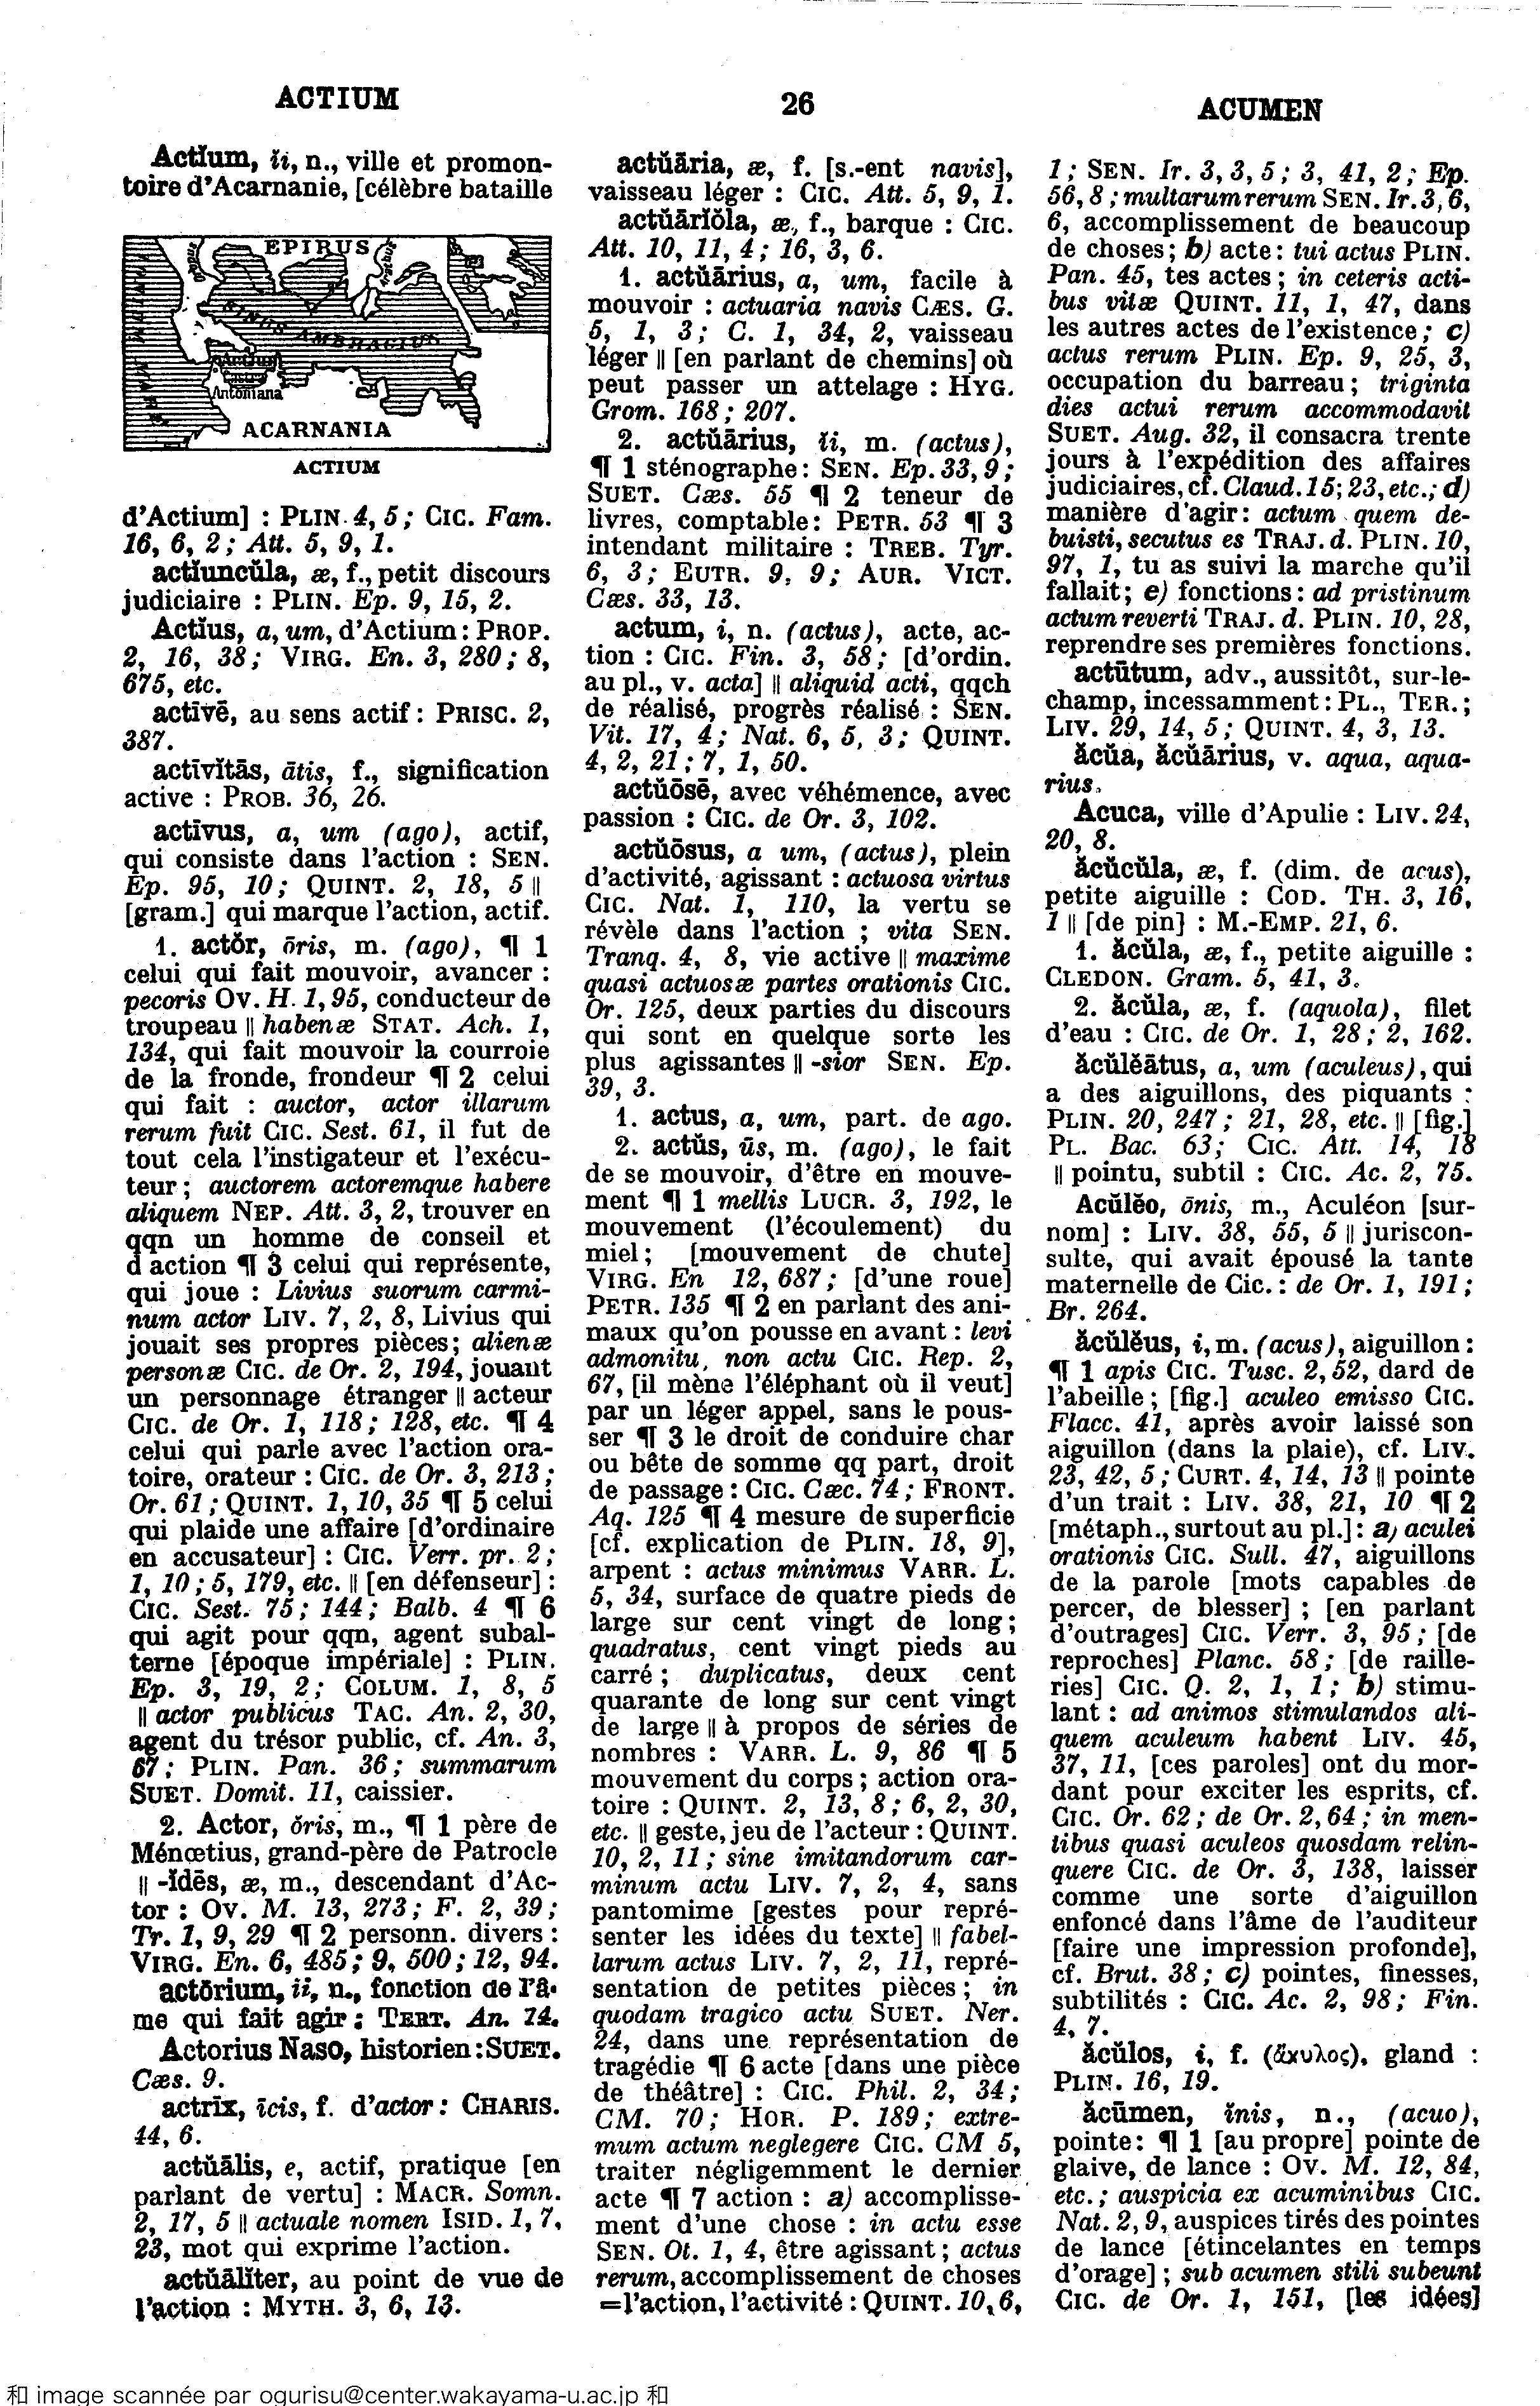 ACTIUM
26
ACUMEN
Actĭum, ĭi, n., ville et promon-
toire d'Acarnanie, [célèbre bataille
EPIRUS
SINUS AMBRACIUS
Actium
Antoniana
ACARNANIA
ACTIUM
d'Actium] : PLIN. 4, 5 ; CIC. Fam.
16, 6, 2 ; Att. 5, 9, 1.
actĭuncŭla, æ, f., petit discours
judiciaire : PLIN. Ep. 9, 15, 2.
Actĭus, a, um, d'Actium : PROP.
2, 16, 38 ; VIRG. En. 3, 280 ; 8,
675, etc.
actīvē, au sens actif : PRISC. 2,
387.
actīvĭtās, ātis, f., signification
active : PROB. 36, 26.
actīvus, a, um (ago), actif,
qui consiste dans l'action : SEN.
Ep. 95, 10 ; QUINT. 2, 18, 5 ||
[gram.] qui marque l'action, actif.
1. actŏr, ōris, m. (ago), ¶ 1
celui qui fait mouvoir, avancer :
pecoris OV. H. 1, 95, conducteur de
troupeau || habenæ STAT. Ach. 1,
134, qui fait mouvoir la courroie
de la fronde, frondeur ¶ 2 celui
qui fait : auctor, actor illarum
rerum fuit CIC. Sest. 61, il fut de
tout cela l'instigateur et l'exécu-
teur ; auctorem actoremque habere
aliquem NEP. Att. 3, 2, trouver en
qqn un homme de conseil et
d action ¶ 3 celui qui représente,
qui joue : Livius suorum carmi-
num actor LIV. 7, 2, 8, Livius qui
jouait ses propres pièces ; alienæ
personæ CIC. de Or. 2, 194, jouant
un personnage étranger || acteur
CIC. de Or. 1, 118 ; 128, etc. ¶ 4
celui qui parle avec l'action ora-
toire, orateur : CIC. de Or. 3, 213 ;
Or. 61 ; QUINT. 1, 10, 35 ¶ 5 celui
qui plaide une affaire [d'ordinaire
en accusateur] : CIC. Verr. pr. 2 ;
1, 10 ; 5, 179, etc. || [en défenseur] :
CIC. Sest. 75 ; 144 ; Balb. 4 ¶ 6
qui agit pour qqn, agent subal-
terne [époque impériale] : PLIN.
Ep. 3, 19, 2 ; COLUM. 1, 8, 5
|| actor publicus TAC. An. 2, 30,
agent du trésor public, cf. An. 3,
67 ; PLIN. Pan. 36 ; summarum
SUET. Domit. 11, caissier.
2. Actor, ŏris, m., ¶ 1 père de
Ménœtius, grand-père de Patrocle
|| -ĭdēs, æ, m., descendant d'Ac-
tor : OV. M. 13, 273 ; F. 2, 39 ;
Tr. 1, 9, 29 ¶ 2 personn. divers :
VIRG. En. 6, 485 ; 9, 500 ; 12, 94.
actōrium, ii, n., fonction de l'â-
me qui fait agir : TERT. An. 14.
Actorius Naso, historien : SUET.
Cæs. 9.
actrīx, īcis, f. d'actor : CHARIS.
44, 6.
actŭālis, e, actif, pratique [en
parlant de vertu] : MACR. Somn.
2, 17, 5 || actuale nomen ISID. 1, 7,
23, mot qui exprime l'action.
actŭālĭter, au point de vue de
l'action : MYTH. 3, 6, 13.
actŭāria, æ, f. [s.-ent navis],
vaisseau léger : CIC. Att. 5, 9, 1.
actŭārĭŏla, æ, f., barque : CIC.
Att. 10, 11, 4 ; 16, 3, 6.
1. actŭārius, a, um, facile à
mouvoir : actuaria navis CÆS. G.
5, 1, 3 ; C. 1, 34, 2, vaisseau
léger || [en parlant de chemins] où
peut passer un attelage : HYG.
Grom. 168 ; 207.
2. actŭārius, ĭi, m. (actus),
¶ 1 sténographe : SEN. Ep. 33, 9 ;
SUET. Cæs. 55 ¶ 2 teneur de
livres, comptable : PETR. 53 ¶ 3
intendant militaire : TREB. Tyr.
6, 3 ; EUTR. 9, 9 ; AUR. VICT.
Cæs. 33, 13.
actum, i, n. (actus), acte, ac-
tion : CIC. Fin. 3, 58 ; [d'ordin.
au pl., v. acta] || aliquid acti, qqch
de réalisé, progrès réalisé : SEN.
Vit. 17, 4 ; Nat. 6, 5, 3 ; QUINT.
4, 2, 21 ; 7, 1, 50.
actŭōsē, avec véhémence, avec
passion : CIC. de Or. 3, 102.
actŭōsus, a um, (actus), plein
d'activité, agissant : actuosa virtus
CIC. Nat. 1, 110, la vertu se
révèle dans l'action ; vita SEN.
Tranq. 4, 8, vie active || maxime
quasi actuosæ partes orationis CIC.
Or. 125, deux parties du discours
qui sont en quelque sorte les
plus agissantes || -sior SEN. Ep.
39, 3.
1. actus, a, um, part. de ago.
2. actŭs, ūs, m. (ago), le fait
de se mouvoir, d'être en mouve-
ment ¶ 1 mellis LUCR. 3, 192, le
mouvement (l'écoulement) du
miel ; [mouvement de chute]
VIRG. En 12, 687 ; [d'une roue]
PETR. 135 ¶ 2 en parlant des ani-
maux qu'on pousse en avant : levi
admonitu, non actu CIC. Rep. 2,
67, [il mène l'éléphant où il veut]
par un léger appel, sans le pous-
ser ¶ 3 le droit de conduire char
ou bête de somme qq part, droit
de passage : CIC. Cæc. 74 ; FRONT.
Aq. 125 ¶ 4 mesure de superficie
[cf. explication de PLIN. 18, 9],
arpent : actus minimus VARR. L.
5, 34, surface de quatre pieds de
large sur cent vingt de long ;
quadratus, cent vingt pieds au
carré ; duplicatus, deux cent
quarante de long sur cent vingt
de large || à propos de séries de
nombres : VARR. L. 9, 86 ¶ 5
mouvement du corps ; action ora-
toire : QUINT. 2, 13, 8 ; 6, 2, 30,
etc. || geste, jeu de l'acteur : QUINT.
10, 2, 11 ; sine imitandorum car-
minum actu LIV. 7, 2, 4, sans
pantomime [gestes pour repré-
senter les idées du texte] || fabel-
larum actus LIV. 7, 2, 11, repré-
sentation de petites pièces ; in
quodam tragico actu SUET. Ner.
24, dans une représentation de
tragédie ¶ 6 acte [dans une pièce
de théâtre] : CIC. Phil. 2, 34 ;
CM. 70 ; HOR. P. 189 ; extre-
mum actum neglegere CIC. CM 5,
traiter négligemment le dernier
acte ¶ 7 action : a) accomplisse-
ment d'une chose : in actu esse
SEN. Ot. 1, 4, être agissant ; actus
rerum, accomplissement de choses
=l'action, l'activité : QUINT. 10, 6,
1 ; SEN. Ir. 3, 3, 5 ; 3, 41, 2 ; Ep.
56, 8 ; multarum rerum SEN. Ir. 3, 6,
6, accomplissement de beaucoup
de choses ; b) acte : tui actus PLIN.
Pan. 45, tes actes ; in ceteris acti-
bus vitæ QUINT. 11, 1, 47, dans
les autres actes de l'existence ; c)
actus rerum PLIN. Ep. 9, 25, 3,
occupation du barreau ; triginta
dies actui rerum accommodavit
SUET. Aug. 32, il consacra trente
jours à l'expédition des affaires
judiciaires, cf. Claud. 15 ; 23, etc. ; d)
manière d'agir : actum quem de-
buisti, secutus es TRAJ. d. PLIN. 10,
97, 1, tu as suivi la marche qu'il
fallait ; e) fonctions : ad pristinum
actum reverti TRAJ. d. PLIN. 10, 28,
reprendre ses premières fonctions.
actūtum, adv., aussitôt, sur-le-
champ, incessamment : PL., TER. ;
LIV. 29, 14, 5 ; QUINT. 4, 3, 13.
ăcŭa, ăcŭārius, v. aqua, aqua-
rius.
Acuca, ville d'Apulie : LIV. 24,
20, 8.
ăcŭcŭla, æ, f. (dim. de acus),
petite aiguille : COD. TH. 3, 16,
1 || [de pin] : M.-EMP. 21, 6.
1. ăcŭla, æ, f., petite aiguille :
CLEDON. Gram. 5, 41, 3.
2. ăcŭla, æ, f. (aquola), filet
d'eau : CIC. de Or. 1, 28 ; 2, 162.
ăcŭlĕātus, a, um (aculeus), qui
a des aiguillons, des piquants :
PLIN. 20, 247 ; 21, 28, etc. || [fig.]
PL. Bac. 63 ; CIC. Att. 14, 18
|| pointu, subtil : CIC. Ac. 2, 75.
Acŭlĕo, ōnis, m., Aculéon [sur-
nom] : LIV. 38, 55, 5 || juriscon-
sulte, qui avait épousé la tante
maternelle de Cic. : de Or. 1, 191 ;
Br. 264.
ăcŭlĕus, i, m. (acus), aiguillon :
¶ 1 apis CIC. Tusc. 2, 52, dard de
l'abeille ; [fig.] aculeo emisso CIC.
Flacc. 41, après avoir laissé son
aiguillon (dans la plaie), cf. LIV.
23, 42, 5 ; CURT. 4, 14, 13 || pointe
d'un trait : LIV. 38, 21, 10 ¶ 2
[métaph., surtout au pl.] : a) aculei
orationis CIC. Sull. 47, aiguillons
de la parole [mots capables de
percer, de blesser] ; [en parlant
d'outrages] CIC. Verr. 3, 95 ; [de
reproches] Planc. 58 ; [de raille-
ries] CIC. Q. 2, 1, 1 ; b) stimu-
lant : ad animos stimulandos ali-
quem aculeum habent LIV. 45,
37, 11, [ces paroles] ont du mor-
dant pour exciter les esprits, cf.
CIC. Or. 62 ; de Or. 2, 64 ; in men-
tibus quasi aculeos quosdam relin-
quere CIC. de Or. 3, 138, laisser
comme une sorte d'aiguillon
enfoncé dans l'âme de l'auditeur
[faire une impression profonde],
cf. Brut. 38 ; c) pointes, finesses,
subtilités : CIC. Ac. 2, 98 ; Fin.
4, 7.
ăcŭlos, i, f. (ἄκυλος), gland :
PLIN. 16, 19.
ăcūmen, ĭnis, n., (acuo),
pointe : ¶ 1 [au propre] pointe de
glaive, de lance : OV. M. 12, 84,
etc. ; auspicia ex acuminibus CIC.
Nat. 2, 9, auspices tirés des pointes
de lance [étincelantes en temps
d'orage] ; sub acumen stili subeunt
CIC. de Or. 1, 151, [les idées]
和 image scannée par ogurisu@center.wakayama-u.ac.jp 和